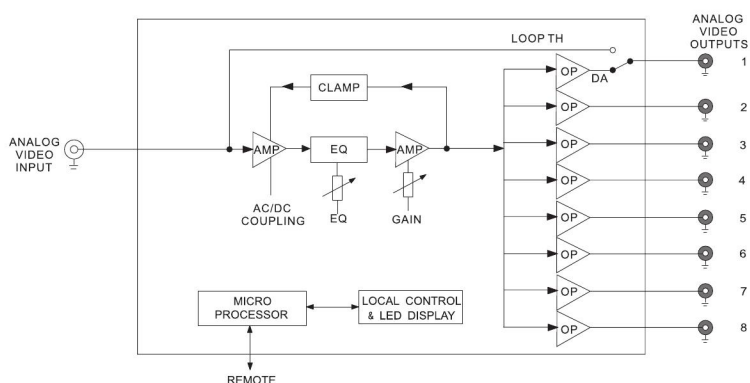 ANALOG
VIDEO
OUTPUTS
LOOP TH
OP
DA
1
CLAMP
OP
2
ANALOG
VIDEO
INPUT
AMP
EQ
AMP
OP
3
OP
4
AC/DC
COUPLING
EQ
GAIN
OP
5
OP
6
MICRO
PROCESSOR
LOCAL CONTROL
& LED DISPLAY
OP
7
OP
8
REMOTE